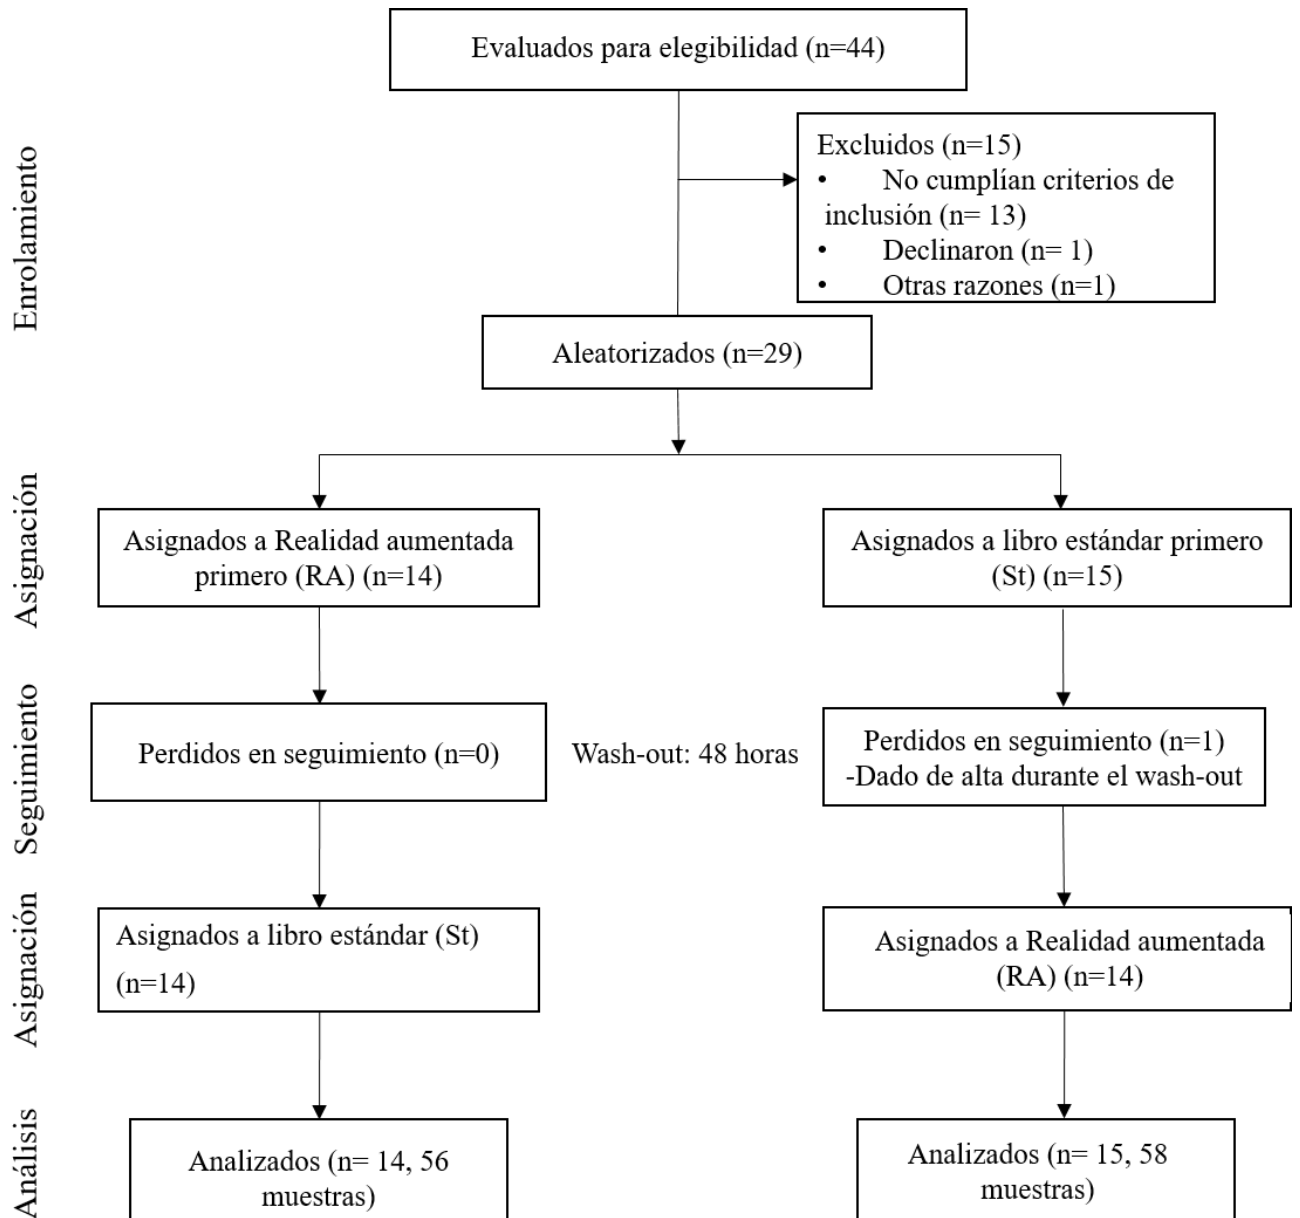 Evaluados para elegibilidad (n=44)
Enrolamiento
Excluidos (n=15)
• No cumplían criterios de
inclusión (n= 13)
• Declinaron (n= 1)
• Otras razones (n=1)
Aleatorizados (n=29)
Asignación
Asignados a Realidad aumentada
primero (RA) (n=14)
Asignados a libro estándar primero
(St) (n=15)
Seguimiento
Perdidos en seguimiento (n=0)
Wash-out: 48 horas
Perdidos en seguimiento (n=1)
-Dado de alta durante el wash-out
Asignación
Asignados a libro estándar (St)
(n=14)
Asignados a Realidad aumentada
(RA) (n=14)
Análisis
Analizados (n= 14, 56
muestras)
Analizados (n= 15, 58
muestras)